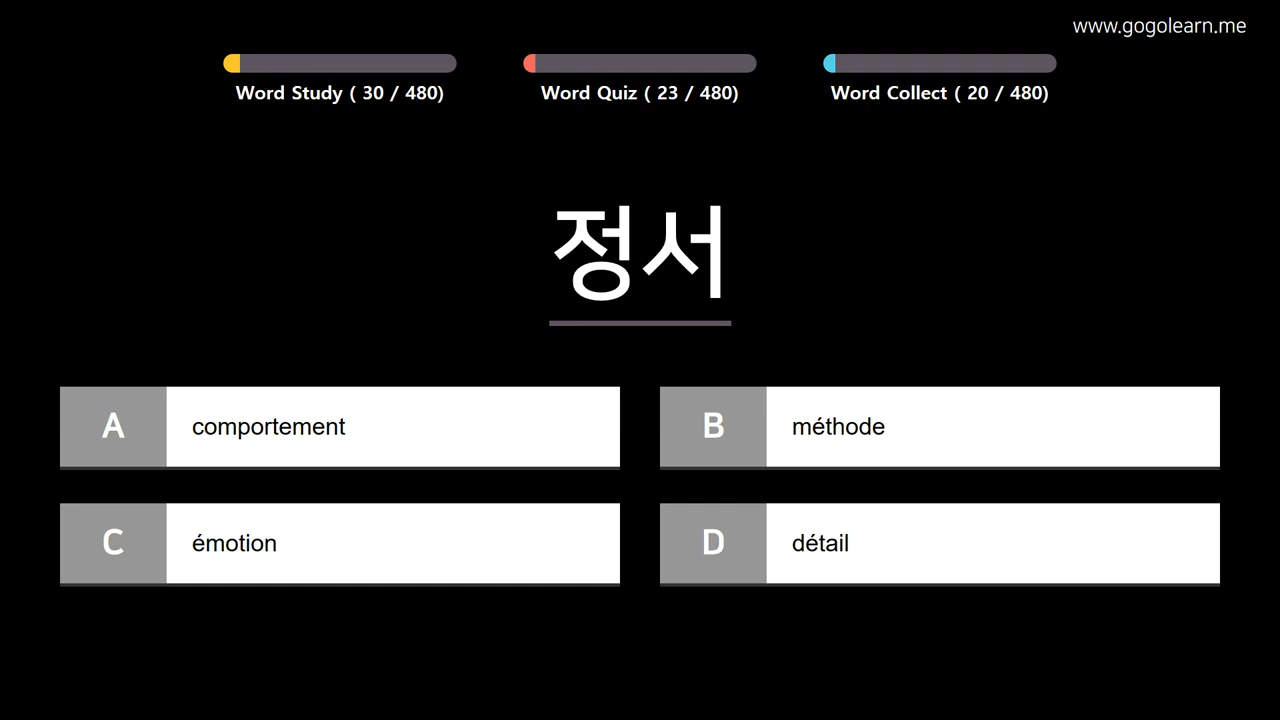 www.gogolearn.me
Word Study ( 30 / 480)
Word Quiz ( 23 / 480)
Word Collect ( 20 / 480)
정서
A comportement
B méthode
C émotion
D détail